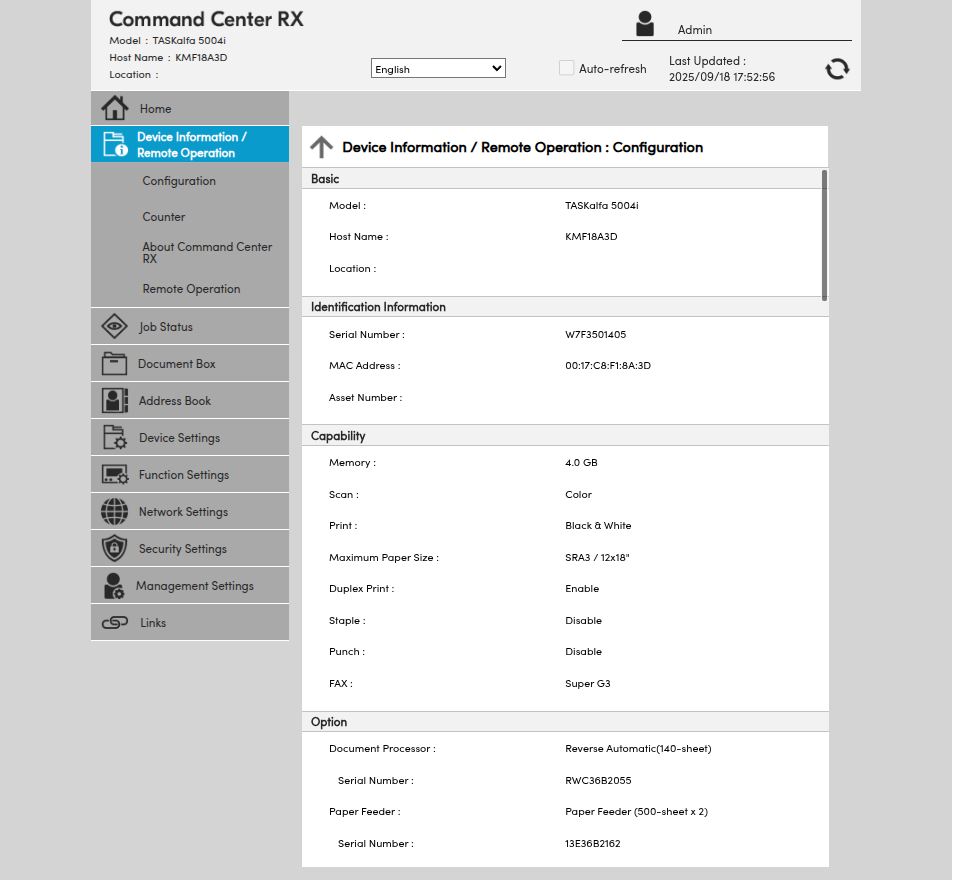 Command Center RX
Model : TASKalfa 5004i
Host Name : KMF18A3D
Location :
English
Auto-refresh
Admin
Last Updated :
2025/09/18 17:52:56
Home
Device Information /
Remote Operation
Configuration
Counter
About Command Center
RX
Remote Operation
Job Status
Document Box
Address Book
Device Settings
Function Settings
Network Settings
Security Settings
Management Settings
Links
Device Information / Remote Operation : Configuration
Basic
Model : TASKalfa 5004i
Host Name : KMF18A3D
Location :
Identification Information
Serial Number : W7F3501405
MAC Address : 00:17:C8:F1:8A:3D
Asset Number :
Capability
Memory : 4.0 GB
Scan : Color
Print : Black & White
Maximum Paper Size : SRA3 / 12x18"
Duplex Print : Enable
Staple : Disable
Punch : Disable
FAX : Super G3
Option
Document Processor : Reverse Automatic(140-sheet)
Serial Number : RWC36B2055
Paper Feeder : Paper Feeder (500-sheet x 2)
Serial Number : 13E36B2162